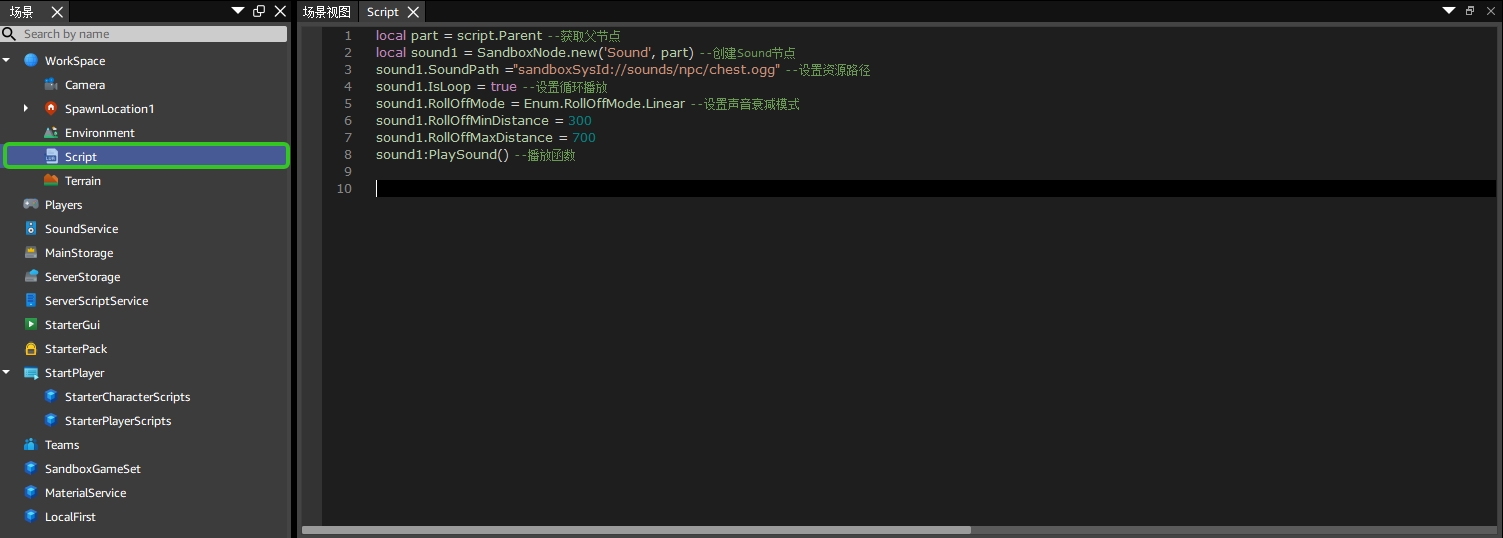 场景
Search by name
WorkSpace
Camera
SpawnLocation1
Environment
Script
Terrain
Players
SoundService
MainStorage
ServerStorage
ServerScriptService
StarterGui
StarterPack
StartPlayer
StarterCharacterScripts
StarterPlayerScripts
Teams
SandboxGameSet
MaterialService
LocalFirst
场景视图 Script
1 local part = script.Parent --获取父节点
2 local sound1 = SandboxNode.new('Sound', part) --创建Sound节点
3 sound1.SoundPath ="sandboxSysId://sounds/npc/chest.ogg" --设置资源路径
4 sound1.IsLoop = true --设置循环播放
5 sound1.RollOffMode = Enum.RollOffMode.Linear --设置声音衰减模式
6 sound1.RollOffMinDistance = 300
7 sound1.RollOffMaxDistance = 700
8 sound1:PlaySound() --播放函数
9
10